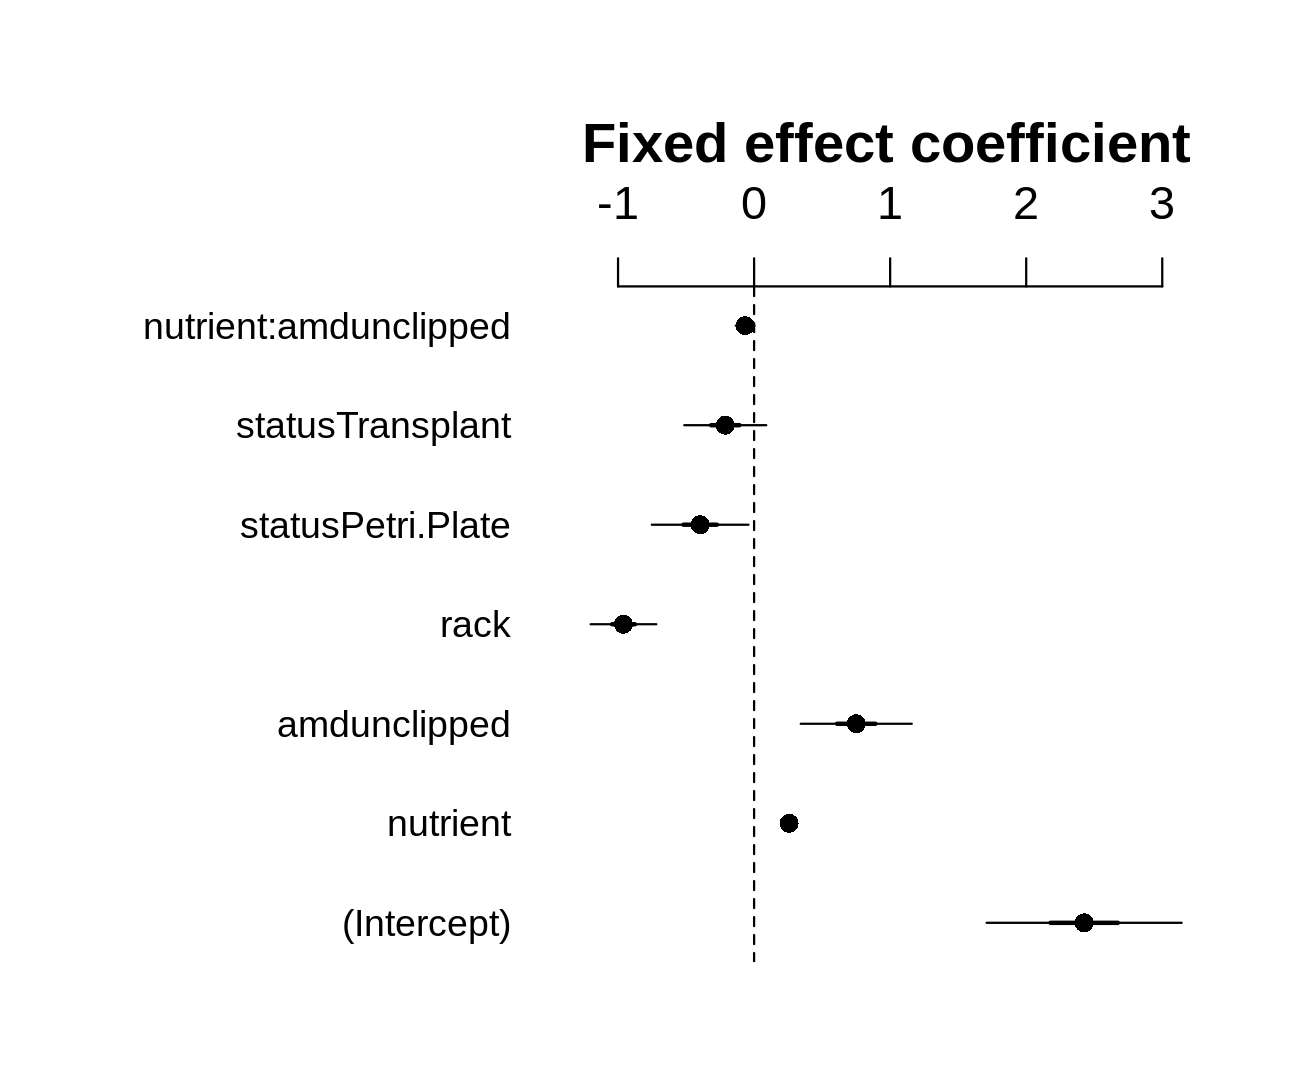 Fixed effect coefficient
-1 0 1 2 3
nutrient:amdunclipped
statusTransplant
statusPetri.Plate
rack
amdunclipped
nutrient
(Intercept)